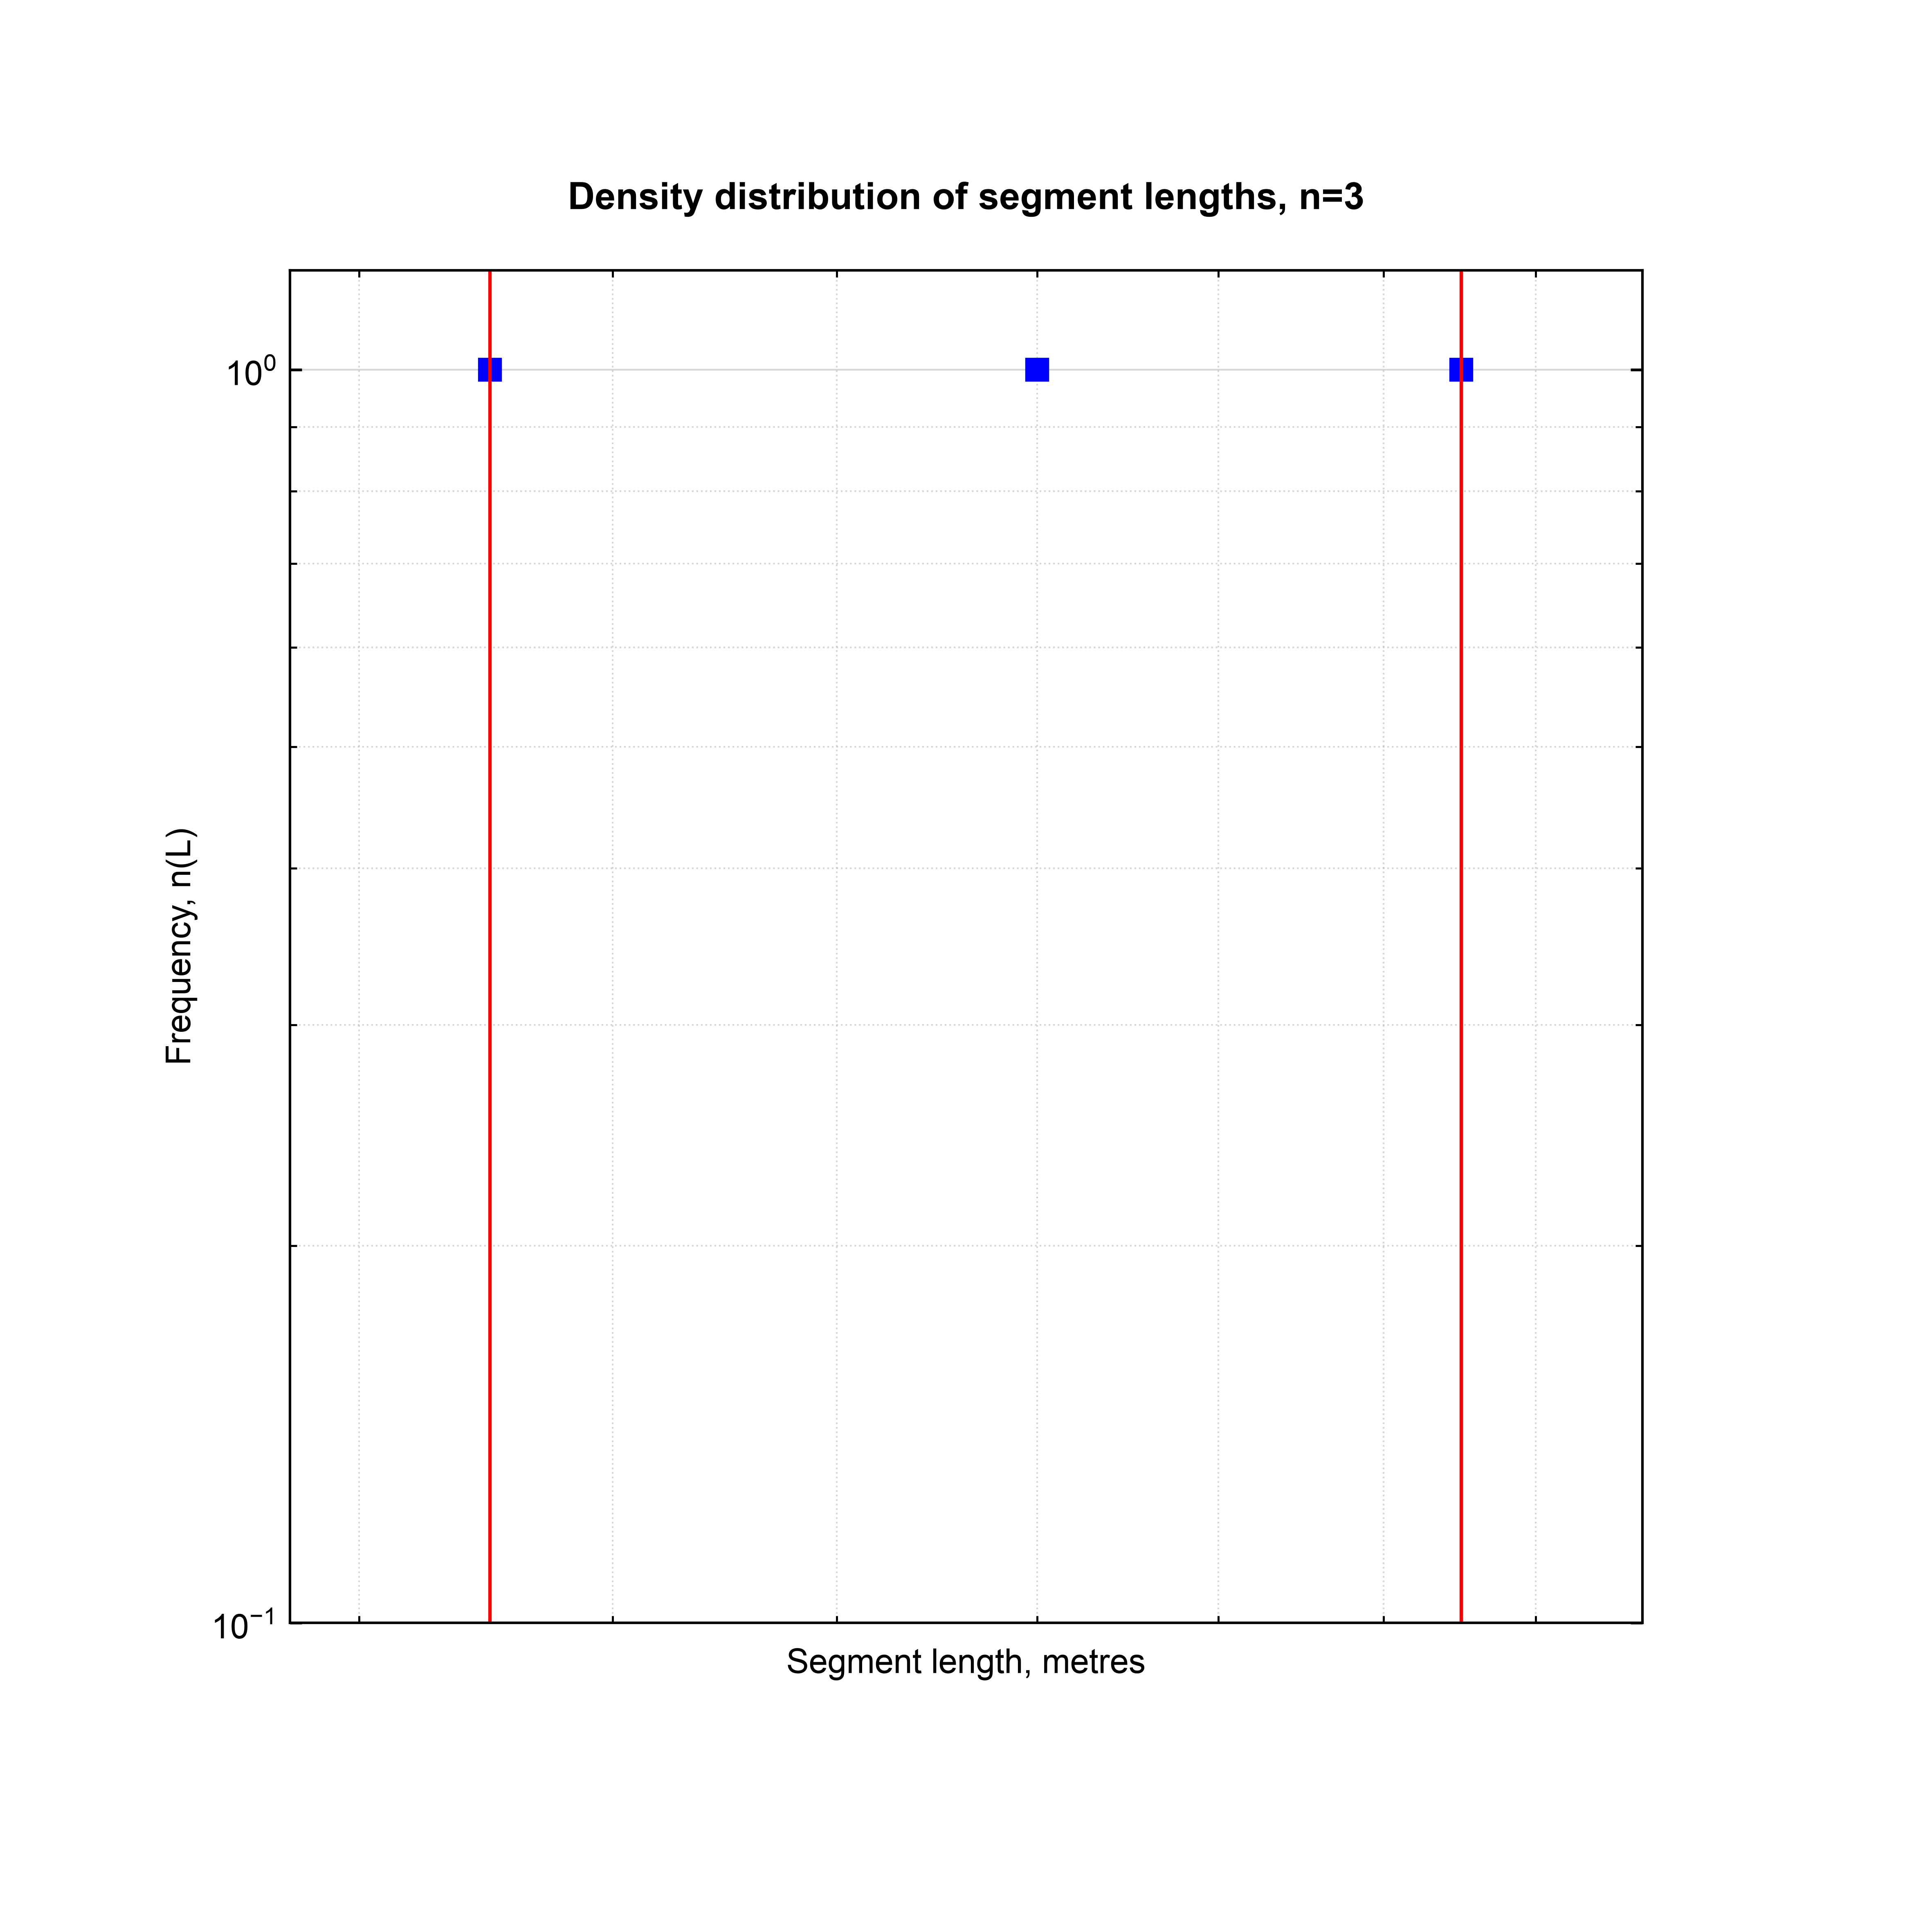 Density distribution of segment lengths, n=3
10⁰
Frequency, n(L)
10⁻¹
Segment length, metres